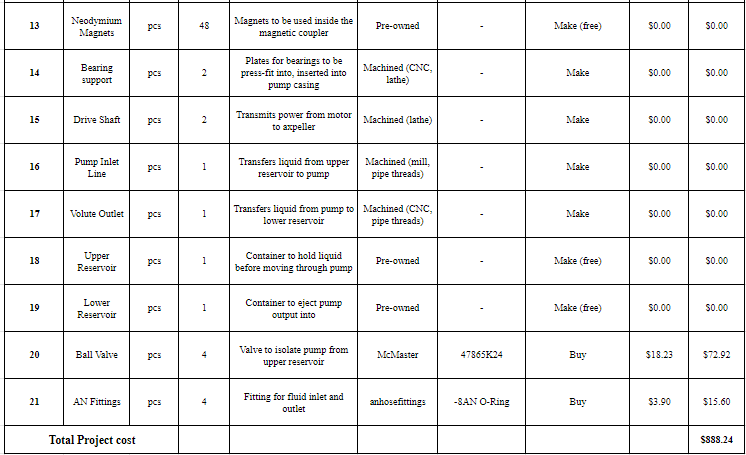 13 Neodymium Magnets pcs 48 Magnets to be used inside the magnetic coupler Pre-owned - Make (free) $0.00 $0.00
14 Bearing support pcs 2 Plates for bearings to be press-fit into, inserted into pump casing Machined (CNC, lathe) - Make $0.00 $0.00
15 Drive Shaft pcs 2 Transmits power from motor to axpeller Machined (lathe) - Make $0.00 $0.00
16 Pump Inlet Line pcs 1 Transfers liquid from upper reservoir to pump Machined (mill, pipe threads) - Make $0.00 $0.00
17 Volute Outlet pcs 1 Transfers liquid from pump to lower reservoir Machined (CNC, pipe threads) - Make $0.00 $0.00
18 Upper Reservoir pcs 1 Container to hold liquid before moving through pump Pre-owned - Make (free) $0.00 $0.00
19 Lower Reservoir pcs 1 Container to eject pump output into Pre-owned - Make (free) $0.00 $0.00
20 Ball Valve pcs 4 Valve to isolate pump from upper reservoir McMaster 47865K24 Buy $18.23 $72.92
21 AN Fittings pcs 4 Fitting for fluid inlet and outlet anhosefittings -8AN O-Ring Buy $3.90 $15.60
Total Project cost $888.24